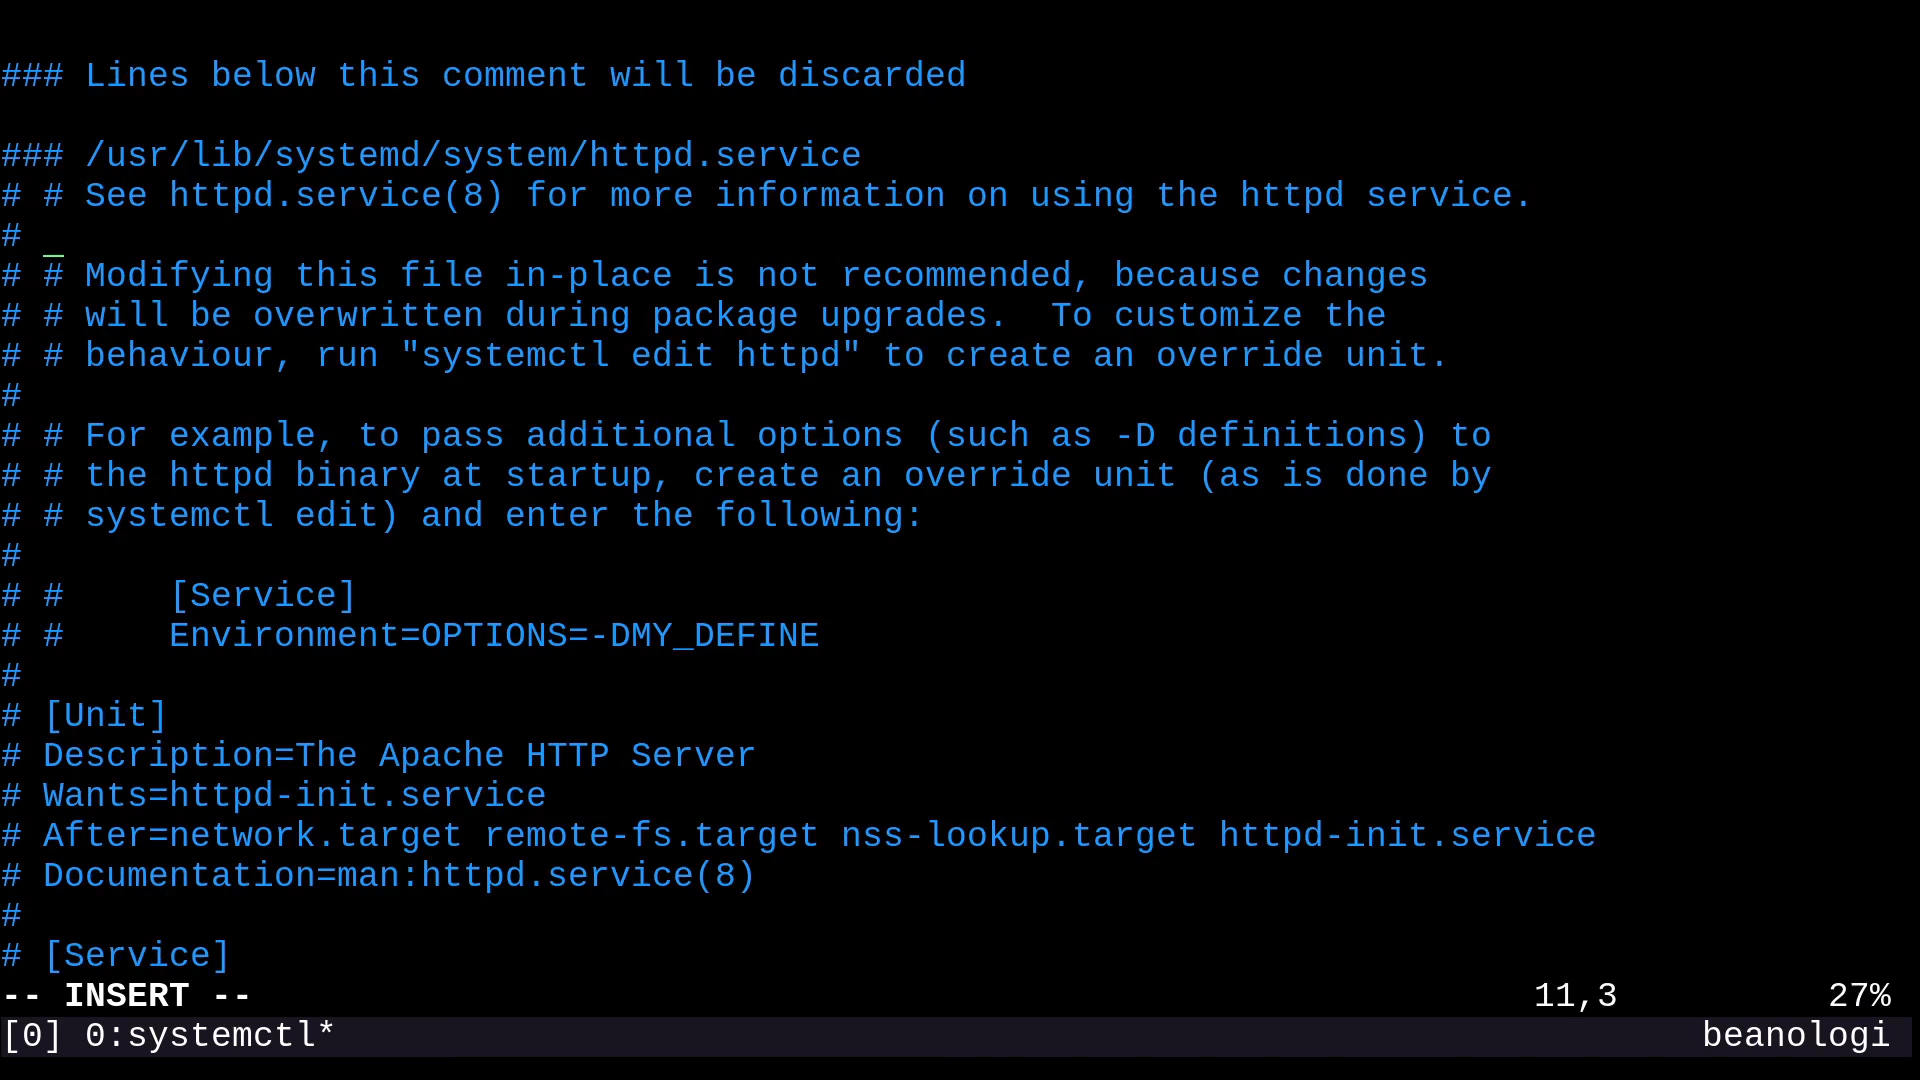 ### Lines below this comment will be discarded
### /usr/lib/systemd/system/httpd.service
# # See httpd.service(8) for more information on using the httpd service.
#
# # Modifying this file in-place is not recommended, because changes
# # will be overwritten during package upgrades.  To customize the
# # behaviour, run "systemctl edit httpd" to create an override unit.
#
# # For example, to pass additional options (such as -D definitions) to
# # the httpd binary at startup, create an override unit (as is done by
# # systemctl edit) and enter the following:
#
# #     [Service]
# #     Environment=OPTIONS=-DMY_DEFINE
#
# [Unit]
# Description=The Apache HTTP Server
# Wants=httpd-init.service
# After=network.target remote-fs.target nss-lookup.target httpd-init.service
# Documentation=man:httpd.service(8)
#
# [Service]
-- INSERT -- 11,3 27%
[0] 0:systemctl* beanologi